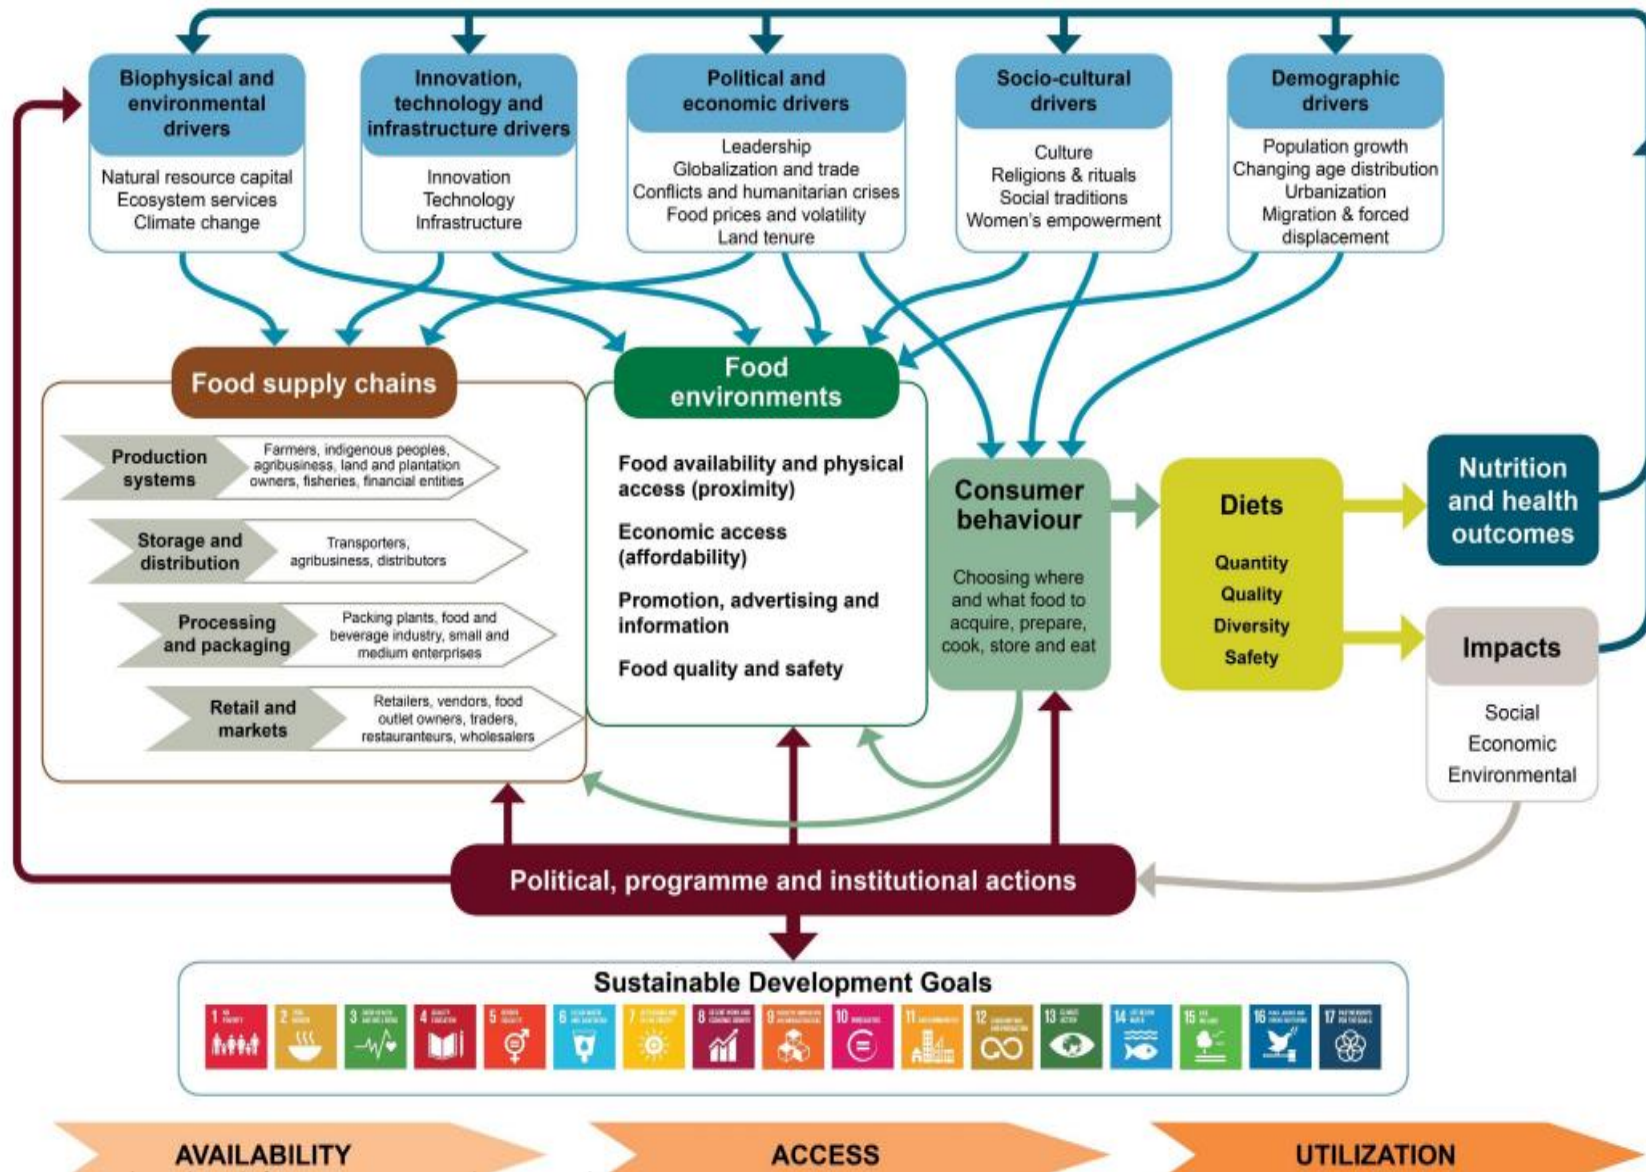 Biophysical and
environmental
drivers
Natural resource capital
Ecosystem services
Climate change
Innovation,
technology and
infrastructure drivers
Innovation
Technology
Infrastructure
Political and
economic drivers
Leadership
Globalization and trade
Conflicts and humanitarian crises
Food prices and volatility
Land tenure
Socio-cultural
drivers
Culture
Religions & rituals
Social traditions
Women's empowerment
Demographic
drivers
Population growth
Changing age distribution
Urbanization
Migration & forced
displacement
Food supply chains
Production
systems
Farmers, indigenous peoples,
agribusiness, land and plantation
owners, fisheries, financial entities
Storage and
distribution
Transporters,
agribusiness, distributors
Processing
and packaging
Packing plants, food and
beverage industry, small and
medium enterprises
Retail and
markets
Retailers, vendors, food
outlet owners, traders,
restauranteurs, wholesalers
Food
environments
Food availability and physical
access (proximity)
Economic access
(affordability)
Promotion, advertising and
information
Food quality and safety
Consumer
behaviour
Choosing where
and what food to
acquire, prepare,
cook, store and eat
Diets
Quantity
Quality
Diversity
Safety
Nutrition
and health
outcomes
Impacts
Social
Economic
Environmental
Political, programme and institutional actions
Sustainable Development Goals
1
2
3
4
5
6
7
8
9
10
11
12
13
14
15
16
17
AVAILABILITY
ACCESS
UTILIZATION